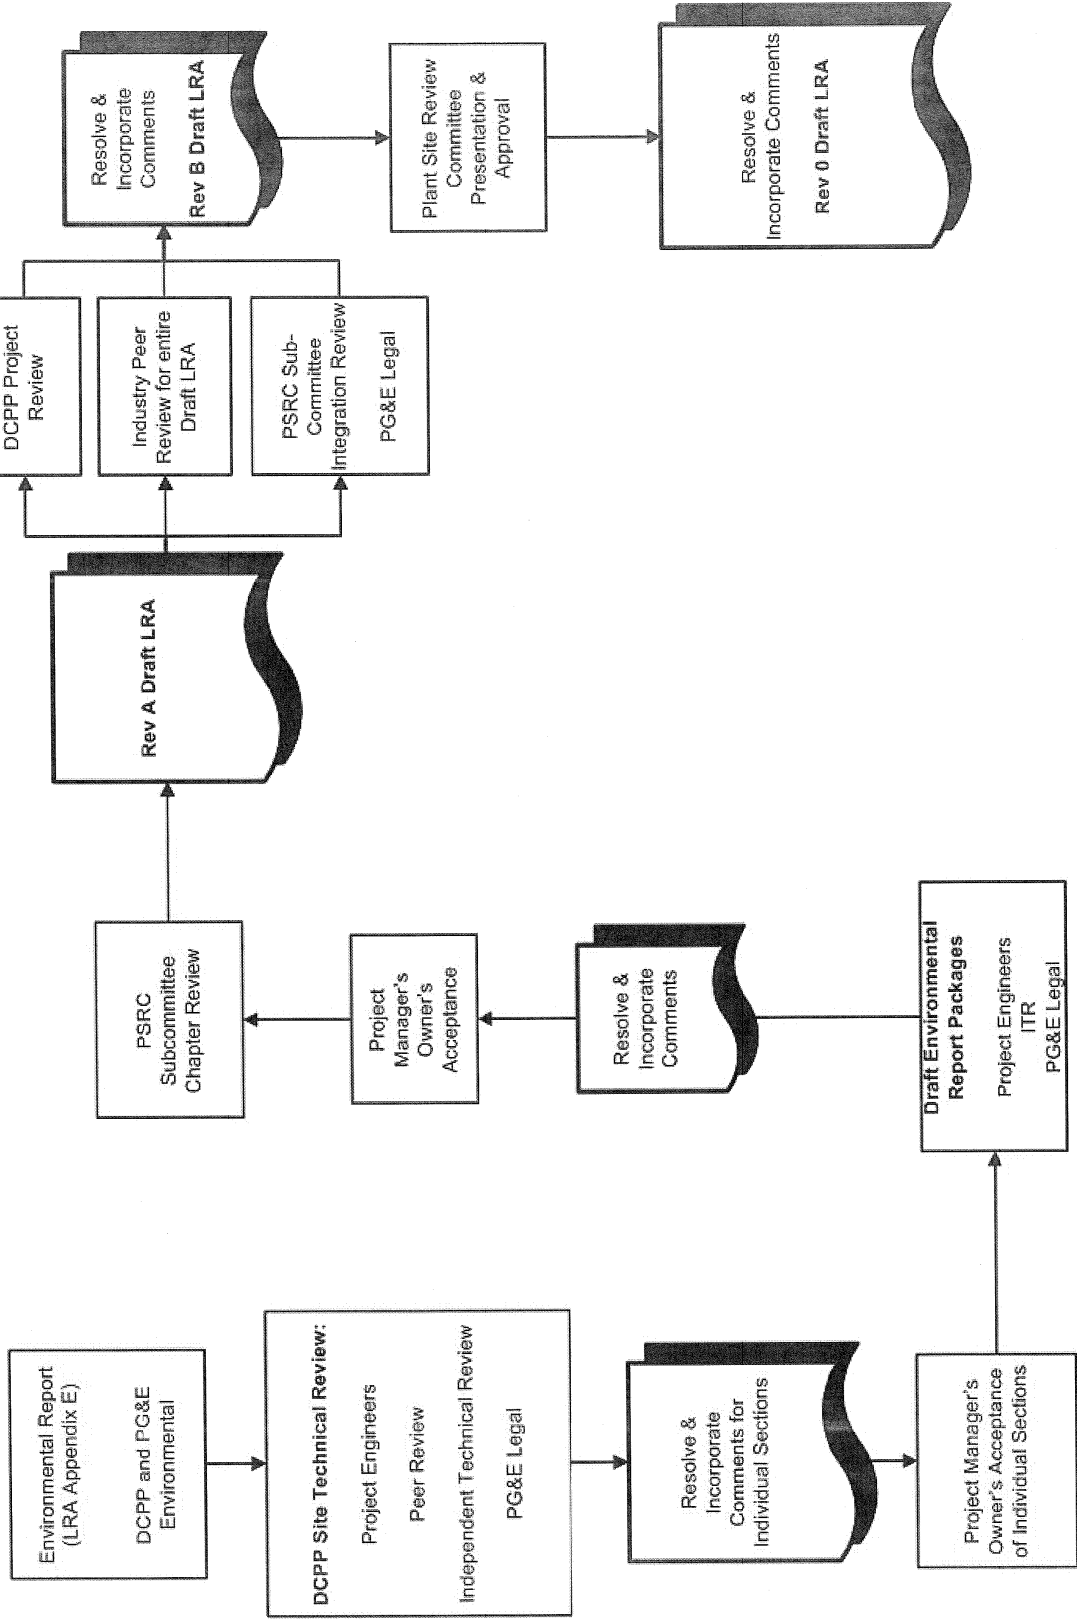 Environmental Report
(LRA Appendix E)
DCPP and PG&E
Environmental
DCPP Site Technical Review:
Project Engineers
Peer Review
Independent Technical Review
PG&E Legal
Resolve &
Incorporate
Comments for
Individual Sections
Project Manager's
Owner's Acceptance
of Individual Sections
Draft Environmental
Report Packages
Project Engineers
ITR
PG&E Legal
Resolve &
Incorporate
Comments
Project
Manager's
Owner's
Acceptance
PSRC
Subcommittee
Chapter Review
Rev A Draft LRA
DCPP Project
Review
Industry Peer
Review for entire
Draft LRA
PSRC Sub-
Committee
Integration Review
PG&E Legal
Resolve &
Incorporate
Comments
Rev B Draft LRA
Plant Site Review
Committee
Presentation &
Approval
Resolve &
Incorporate Comments
Rev 0 Draft LRA